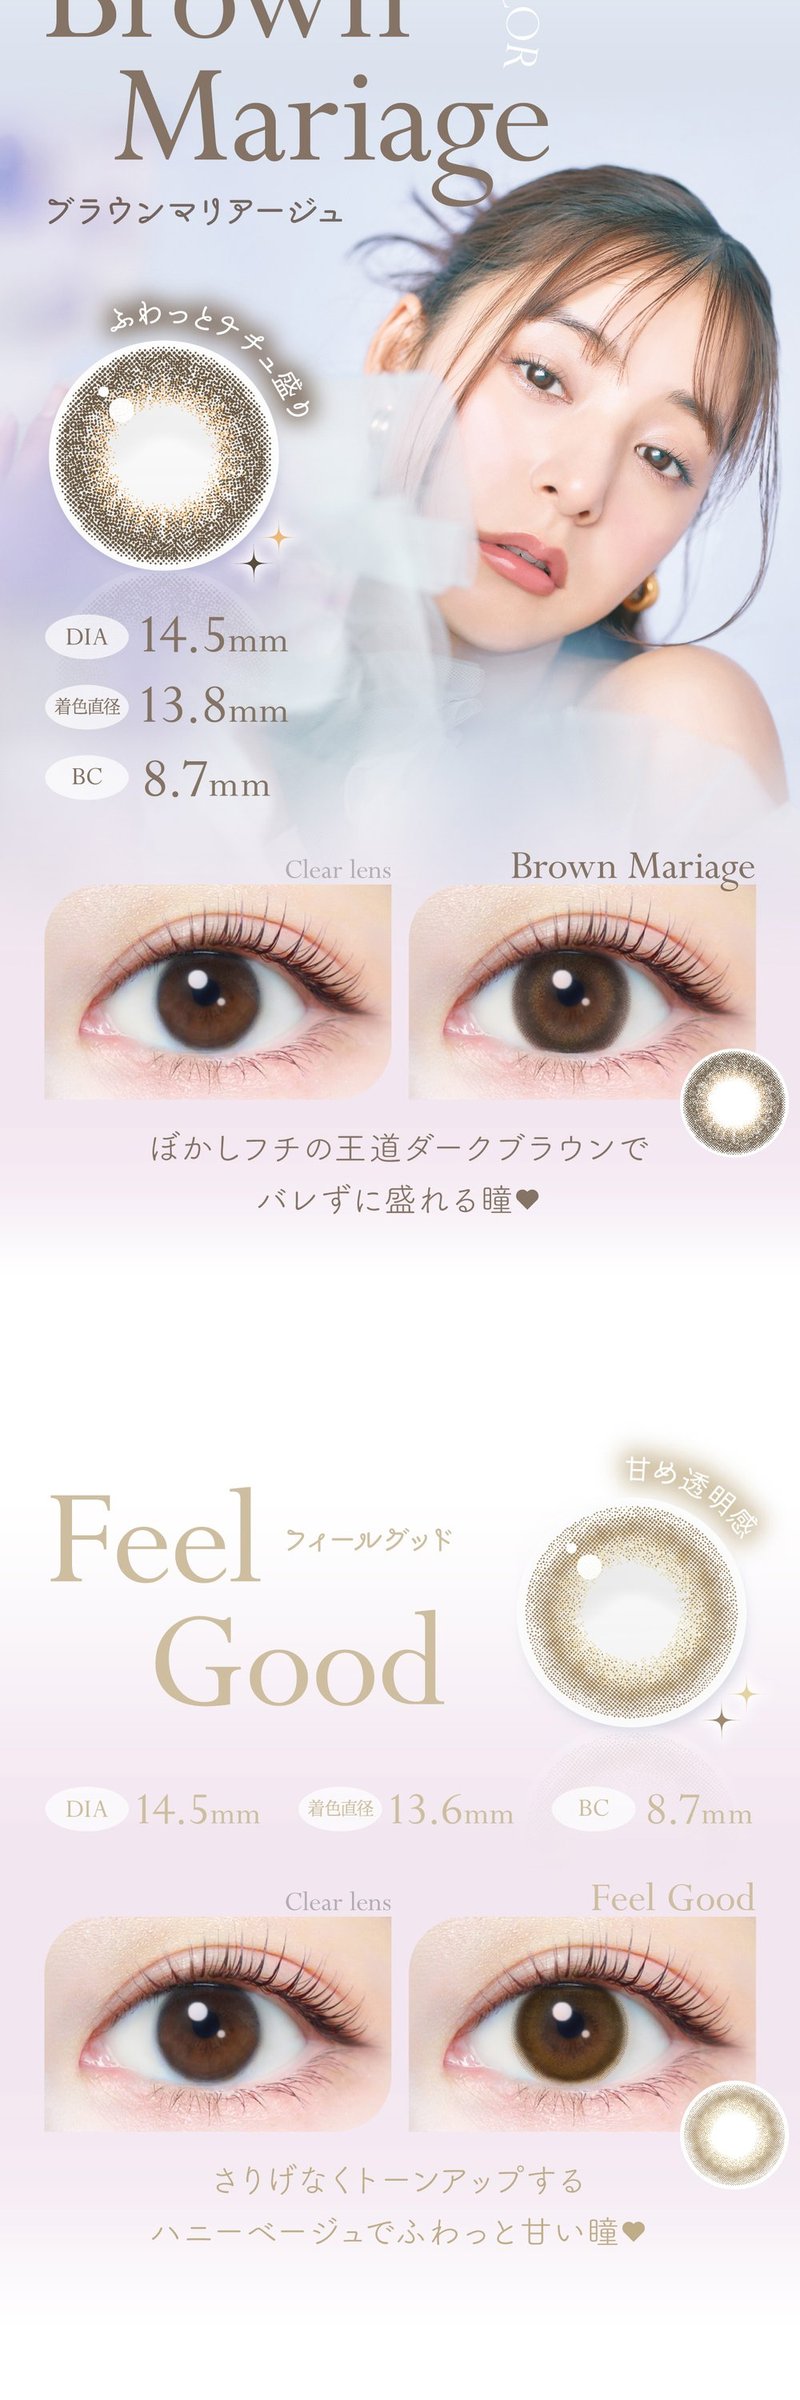 Brown
Mariage
ブラウンマリアージュ
ふわっとナチュ盛り
DIA 14.5mm
着色直径 13.8mm
BC 8.7mm
Clear lens
Brown Mariage
ぼかしフチの王道ダークブラウンで
バレずに盛れる瞳♥
甘め透明感
Feel
フィールグッド
Good
DIA 14.5mm 着色直径 13.6mm BC 8.7mm
Clear lens
Feel Good
さりげなくトーンアップする
ハニーベージュでふわっと甘い瞳♥